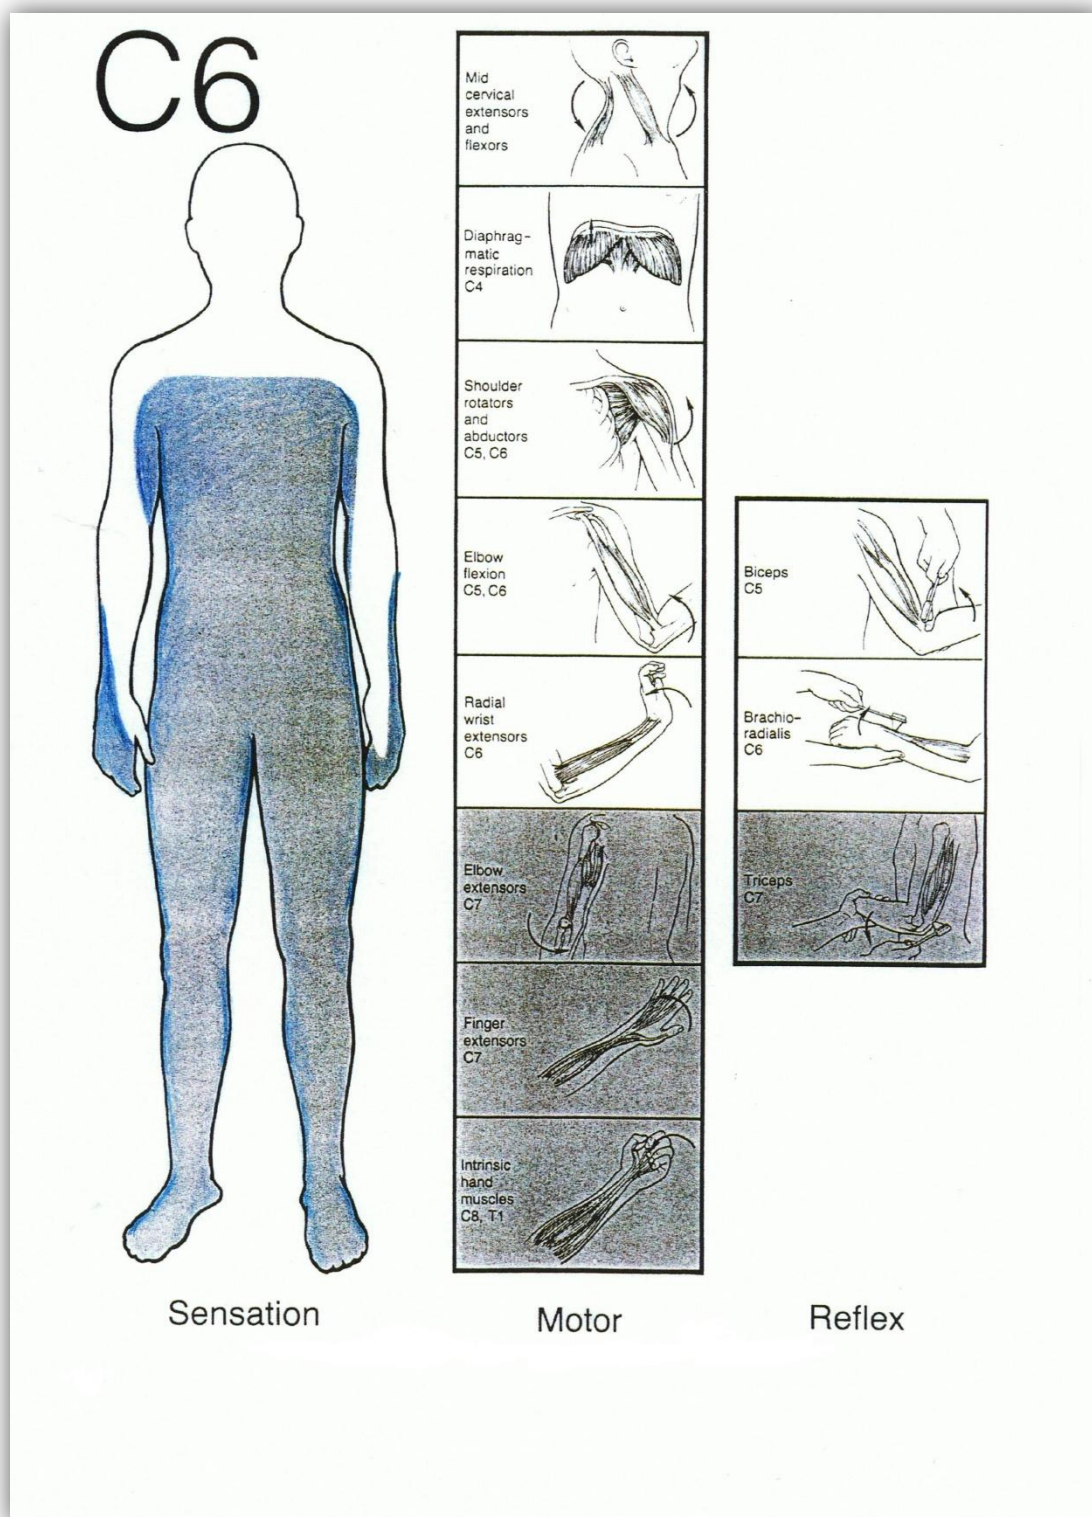 C6
Mid
cervical
extensors
and
flexors
Diaphrag-
matic
respiration
C4
Shoulder
rotators
and
abductors
C5, C6
Elbow
flexion
C5, C6
Radial
wrist
extensors
C6
Elbow
extensors
C7
Finger
extensors
C7
Intrinsic
hand
muscles
C8, T1
Biceps
C5
Brachio-
radialis
C6
Triceps
C7
Sensation
Motor
Reflex